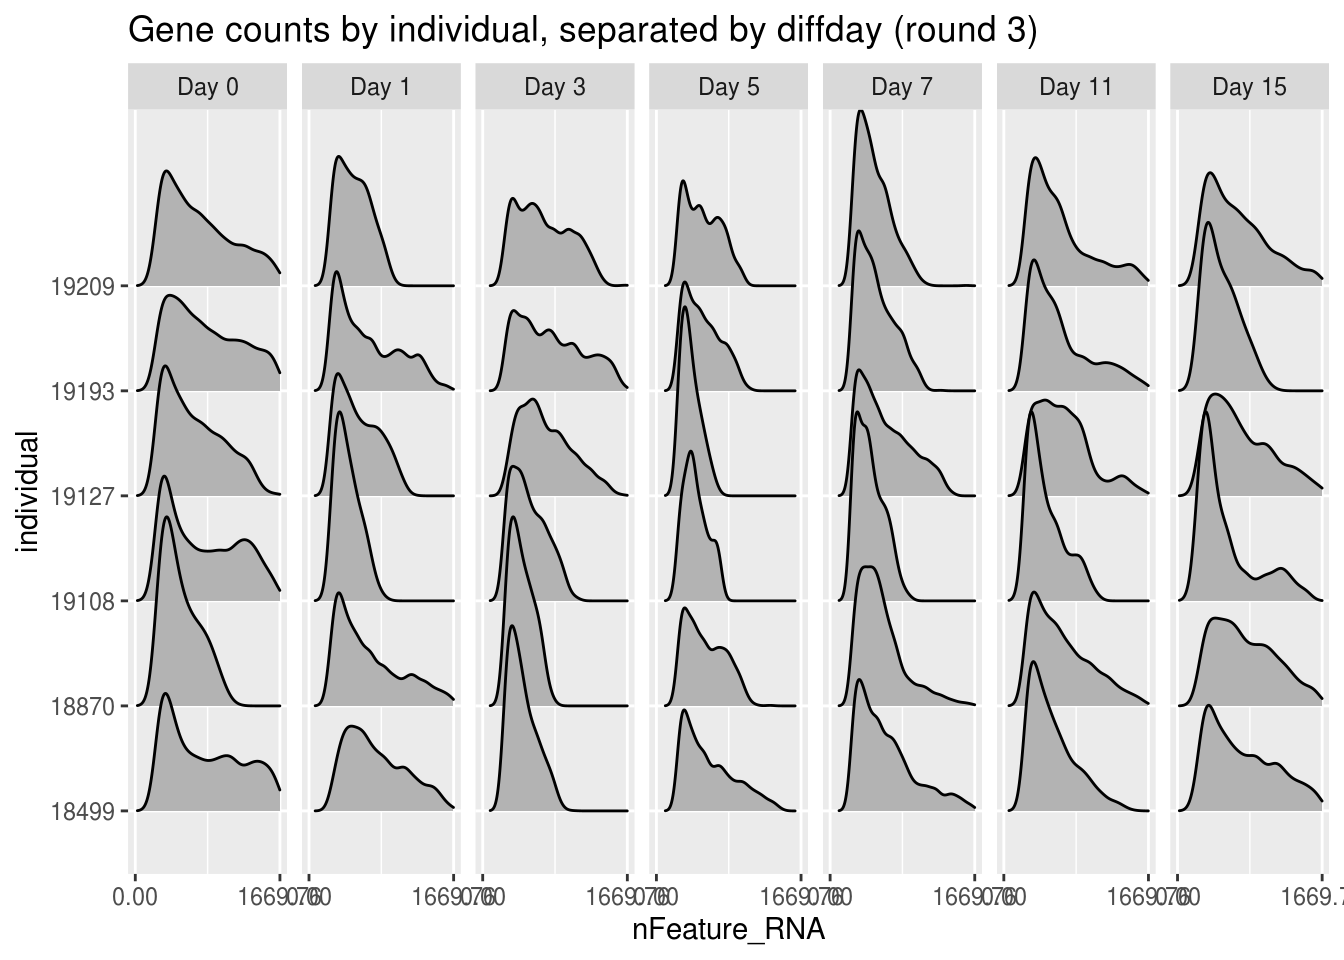 Gene counts by individual, separated by diffday (round 3)
Day 0 Day 1 Day 3 Day 5 Day 7 Day 11 Day 15
19209
19193
19127
19108
18870
18499
individual
0.00
nFeature_RNA